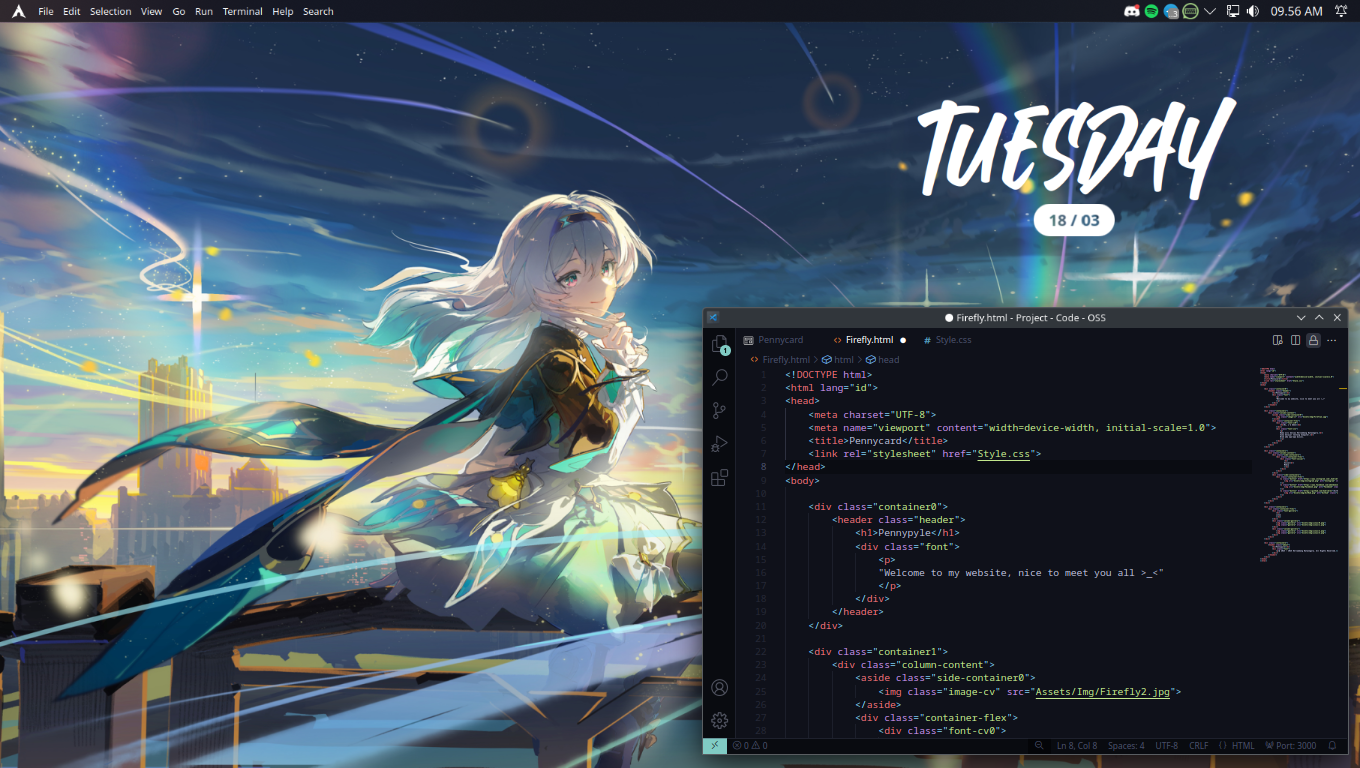 File Edit Selection View Go Run Terminal Help Search
09.56 AM
TUESDAY
18 / 03
Firefly.html - Project - Code - OSS
Pennycard
Firefly.html
Style.css
Firefly.html > html > head
1 <!DOCTYPE html>
2 <html lang="id">
3 <head>
4 <meta charset="UTF-8">
5 <meta name="viewport" content="width=device-width, initial-scale=1.0">
6 <title>Pennycard</title>
7 <link rel="stylesheet" href="Style.css">
8 </head>
9 <body>
10
11 <div class="container0">
12 <header class="header">
13 <h1>Pennypyle</h1>
14 <div class="font">
15 <p>
16 "Welcome to my website, nice to meet you all >_<"
17 </p>
18 </div>
19 </header>
20 </div>
21
22 <div class="container1">
23 <div class="column-content">
24 <aside class="side-container0">
25 <img class="image-cv" src="Assets/Img/Firefly2.jpg">
26 </aside>
27 <div class="container-flex">
28 <div class="font-cv0">
1
0 0
Ln 8, Col 8 Spaces: 4 UTF-8 CRLF HTML Port: 3000